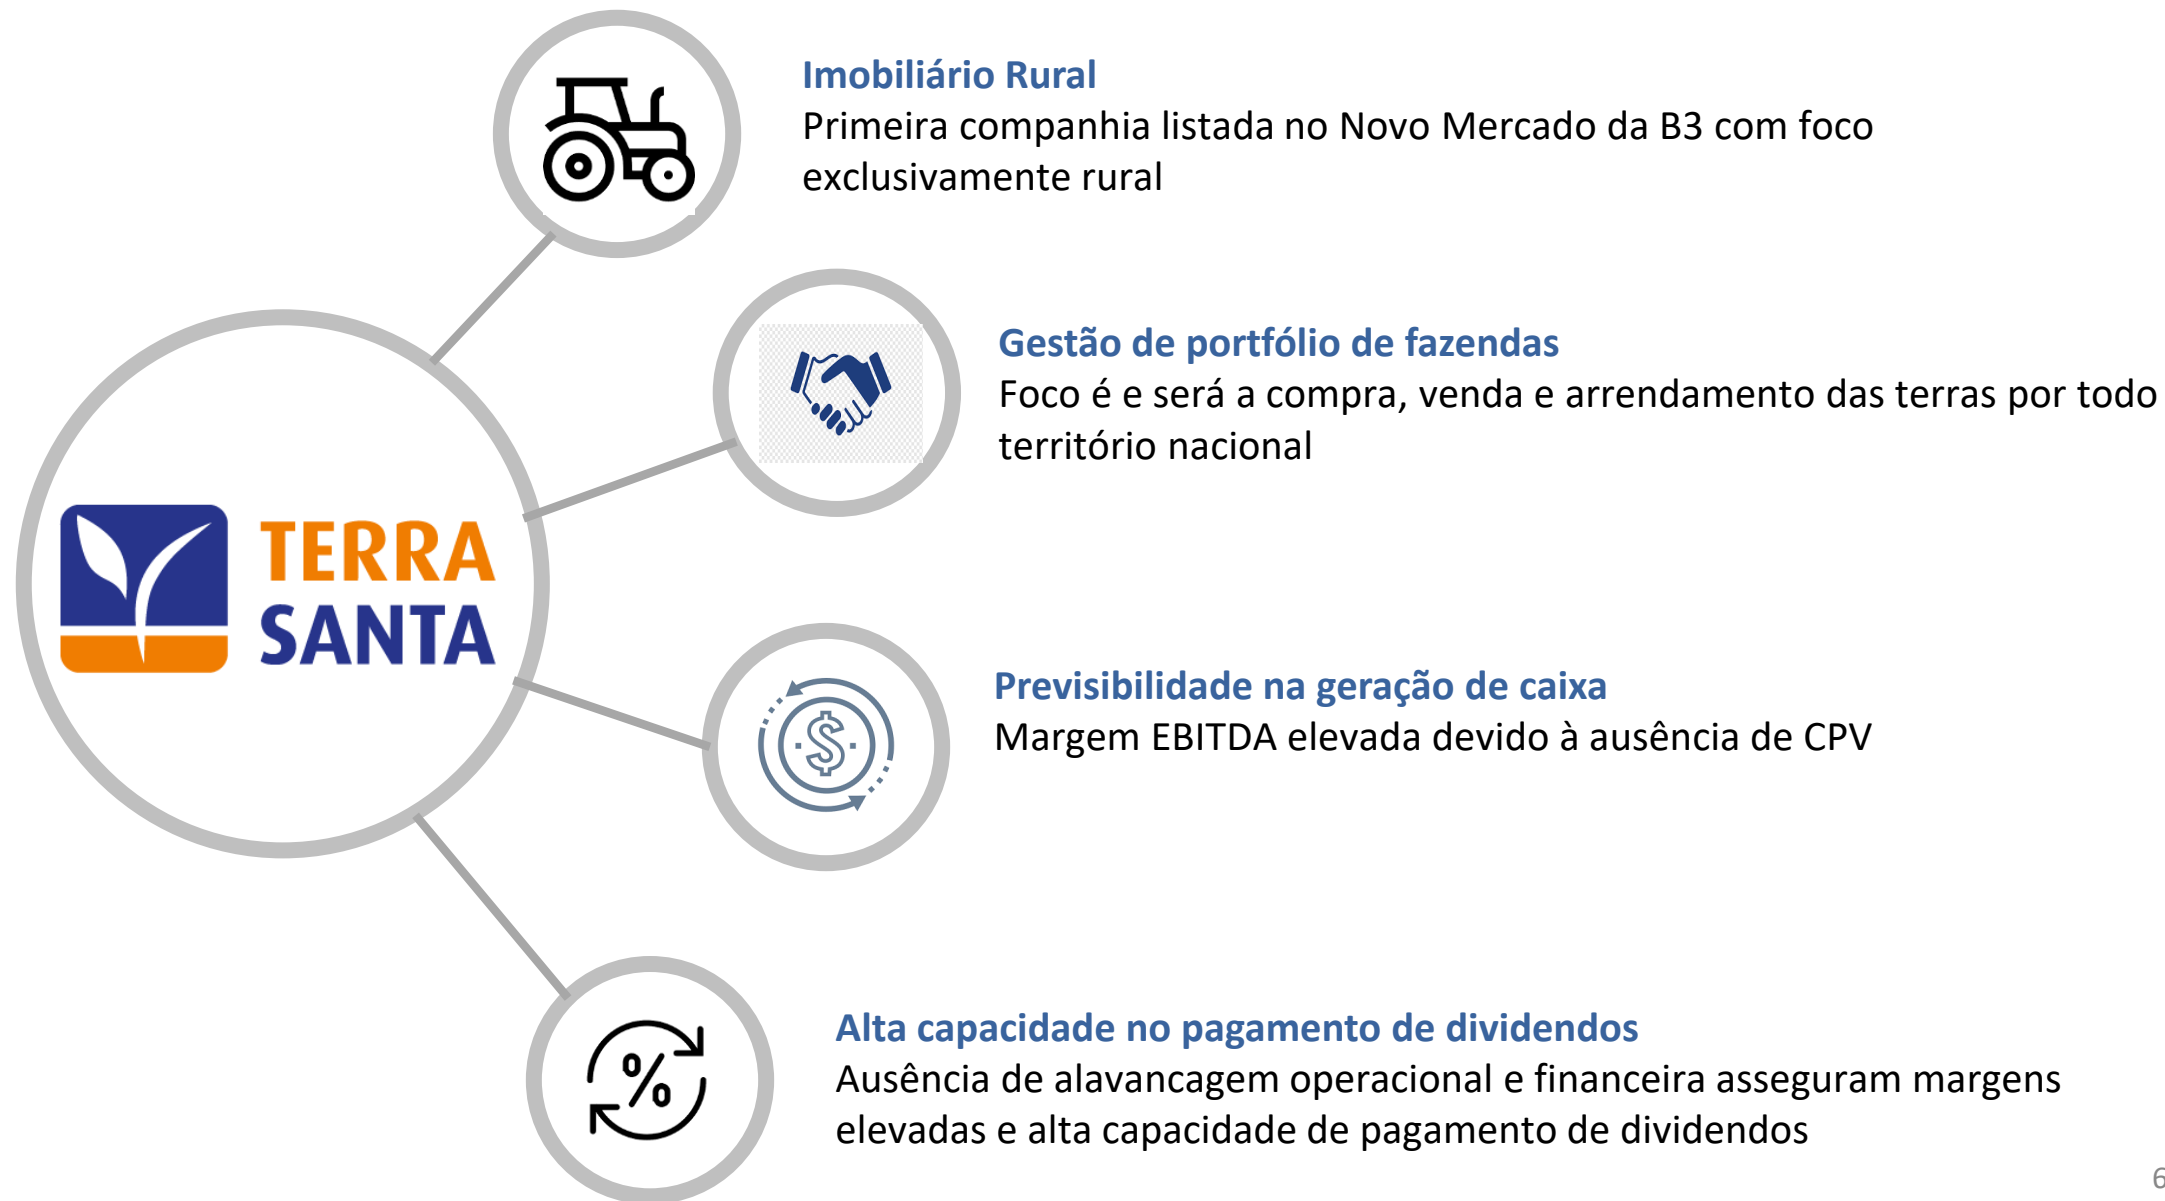 Imobiliário Rural
Primeira companhia listada no Novo Mercado da B3 com foco
exclusivamente rural
Gestão de portfólio de fazendas
Foco é e será a compra, venda e arrendamento das terras por todo
território nacional
TERRA
SANTA
Previsibilidade na geração de caixa
Margem EBITDA elevada devido à ausência de CPV
Alta capacidade no pagamento de dividendos
Ausência de alavancagem operacional e financeira asseguram margens
elevadas e alta capacidade de pagamento de dividendos
6